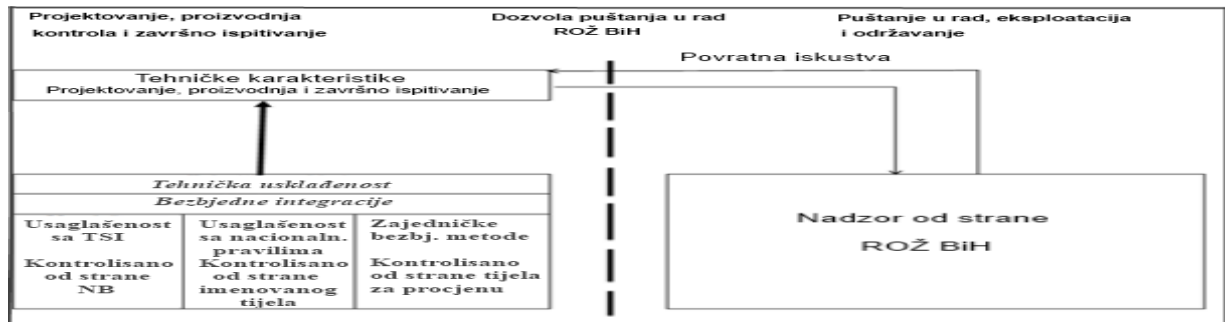 Projektovanje, proizvodnja
kontrola i završno ispitivanje
Dozvola puštanja u rad
ROŽ BiH
Puštanje u rad, eksploatacija
i održavanje
Povratna iskustva
Tehničke karakteristike
Projektovanje, proizvodnja i završno ispitivanje
Tehnička usklađenost
Bezbjedne integracije
Usaglašenost
sa TSI
Kontrolisano
od strane
NB
Usaglašenost
sa nacionaln.
pravilima
Kontrolisano
od strane
imenovanog
tijela
Zajedničke
bezbj. metode
Kontrolisano
od strane tijela
za procjenu
Nadzor od strane
ROŽ BiH